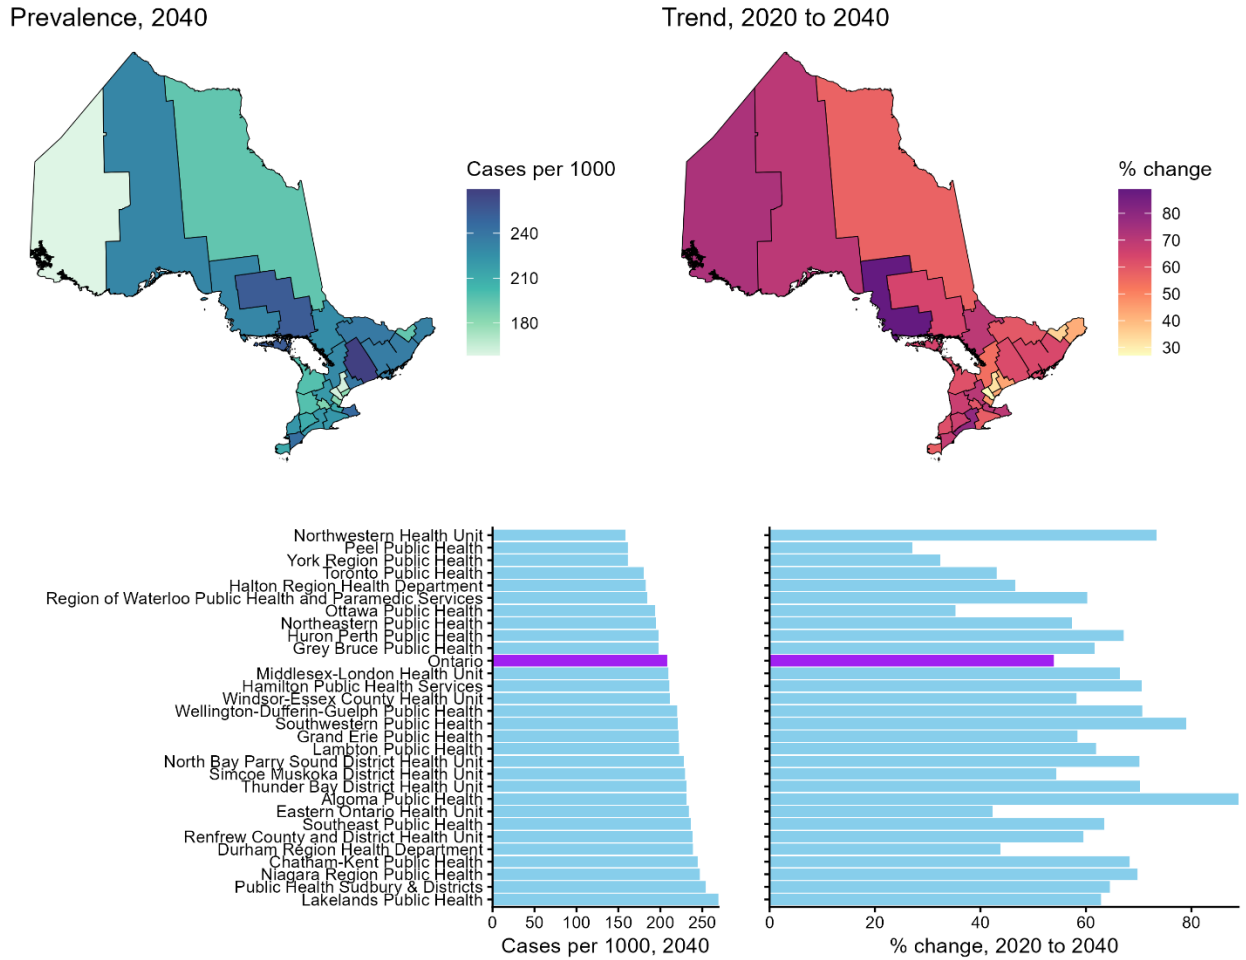 Prevalence, 2040
Trend, 2020 to 2040
Cases per 1000
240
210
180
% change
80
70
60
50
40
30
Northwestern Health Unit
Peel Public Health
York Region Public Health
Toronto Public Health
Halton Region Health Department
Region of Waterloo Public Health and Paramedic Services
Ottawa Public Health
Northeastern Public Health
Huron Perth Public Health
Grey Bruce Public Health
Ontario
Middlesex-London Health Unit
Hamilton Public Health Services
Windsor-Essex County Health Unit
Wellington-Dufferin-Guelph Public Health
Southwestern Public Health
Grand Erie Public Health
Lambton Public Health
North Bay Parry Sound District Health Unit
Simcoe Muskoka District Health Unit
Thunder Bay District Health Unit
Algoma Public Health
Eastern Ontario Health Unit
Southeast Public Health
Renfrew County and District Health Unit
Durham Region Health Department
Chatham-Kent Public Health
Niagara Region Public Health
Public Health Sudbury & Districts
Lakelands Public Health
0 50 100 150 200 250
Cases per 1000, 2040
0 20 40 60 80
% change, 2020 to 2040